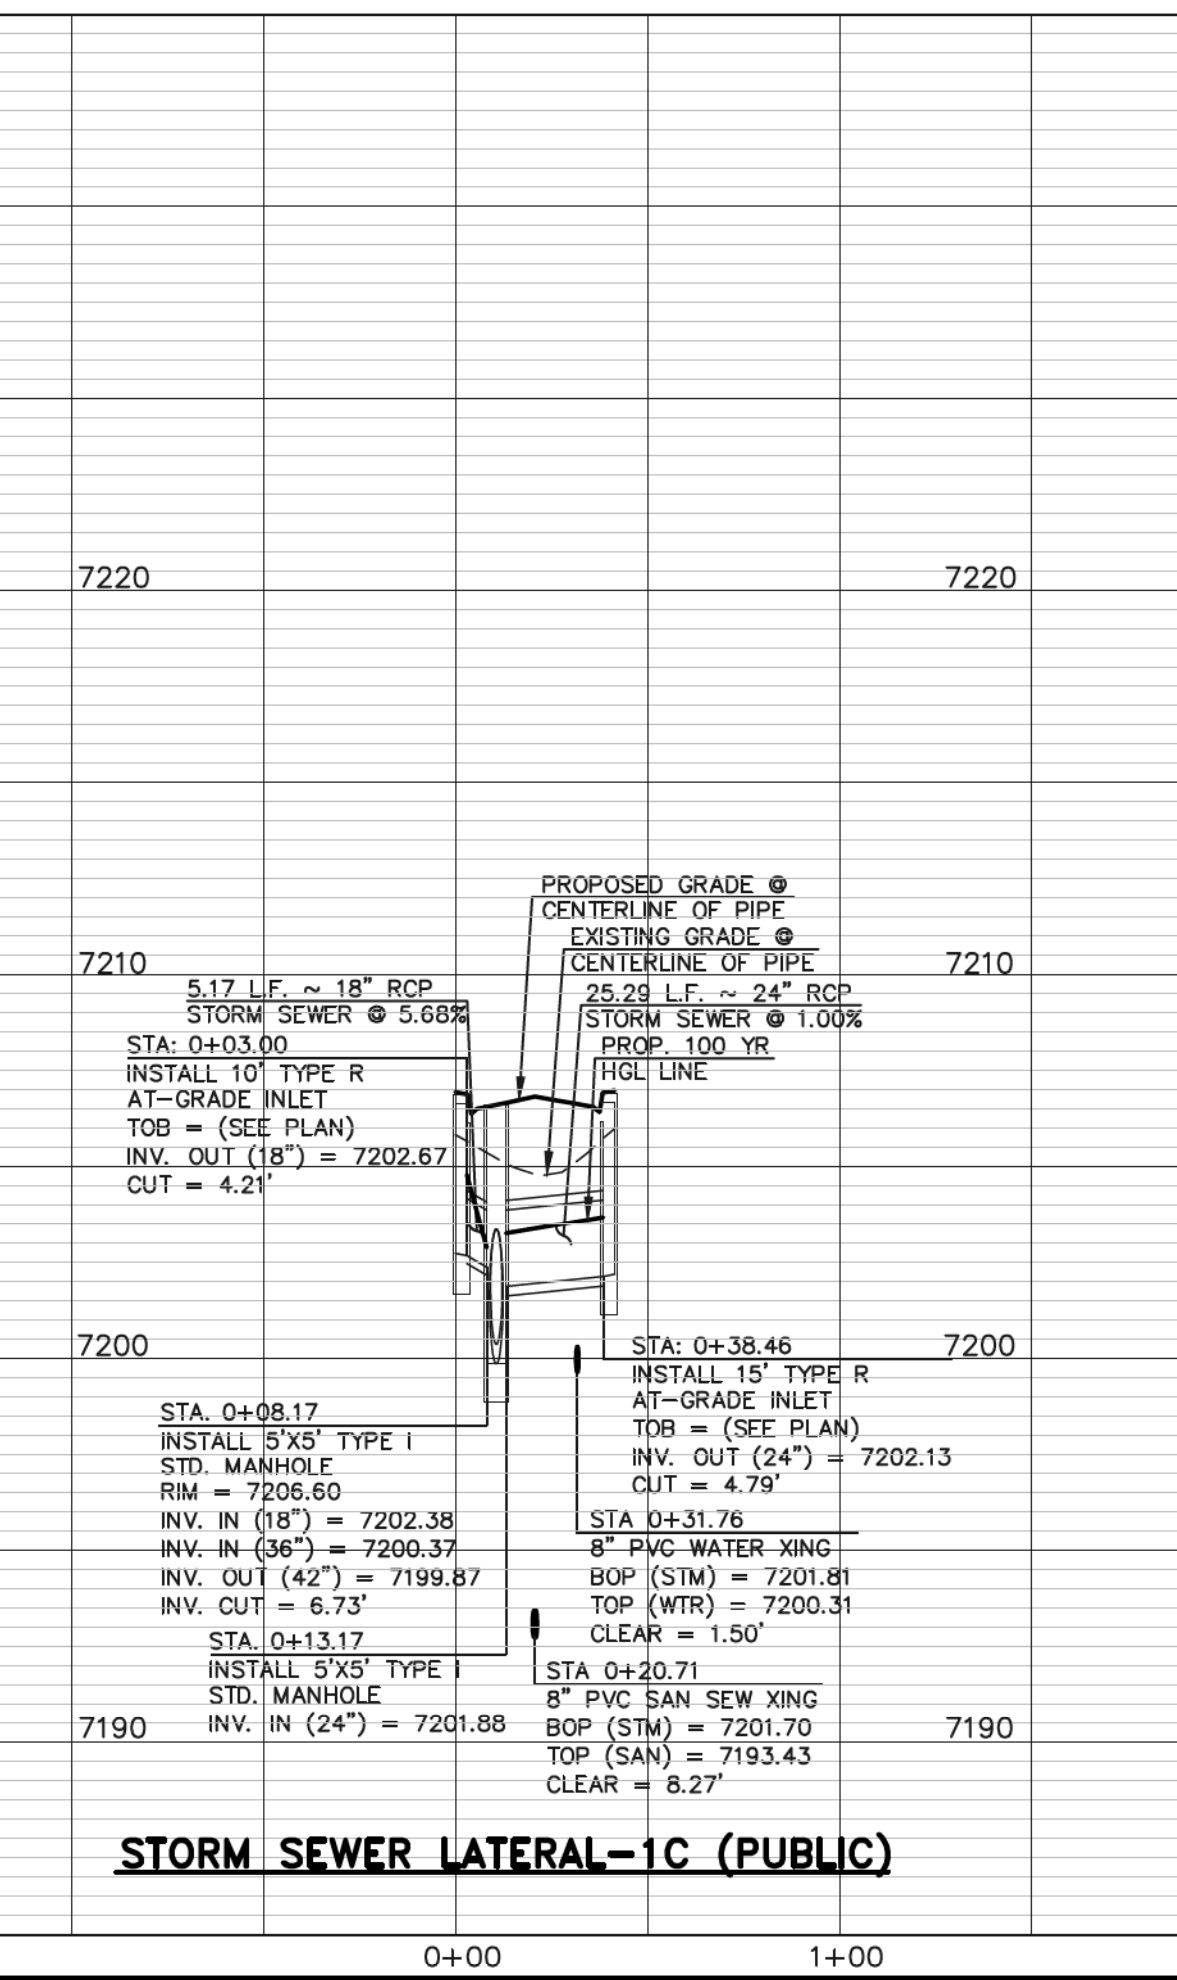 7220
7220
PROPOSED GRADE @
CENTERLINE OF PIPE
EXISTING GRADE @
CENTERLINE OF PIPE
7210
7210
5.17 L.F. ~ 18" RCP
STORM SEWER @ 5.68%
25.29 L.F. ~ 24" RCP
STORM SEWER @ 1.00%
STA: 0+03.00
INSTALL 10' TYPE R
AT-GRADE INLET
TOB = (SEE PLAN)
INV. OUT (18") = 7202.67
CUT = 4.21'
PROP. 100 YR
HGL LINE
7200
7200
STA: 0+38.46
INSTALL 15' TYPE R
AT-GRADE INLET
TOB = (SEE PLAN)
INV. OUT (24") = 7202.13
CUT = 4.79'
STA. 0+08.17
INSTALL 5'X5' TYPE I
STD. MANHOLE
RIM = 7206.60
INV. IN (18") = 7202.38
INV. IN (36") = 7200.37
INV. OUT (42") = 7199.87
INV. CUT = 6.73'
STA 0+31.76
8" PVC WATER XING
BOP (STM) = 7201.81
TOP (WTR) = 7200.31
CLEAR = 1.50'
STA. 0+13.17
INSTALL 5'X5' TYPE I
STD. MANHOLE
INV. IN (24") = 7201.88
STA 0+20.71
8" PVC SAN SEW XING
BOP (STM) = 7201.70
TOP (SAN) = 7193.43
CLEAR = 8.27'
7190
7190
STORM SEWER LATERAL-1C (PUBLIC)
0+00
1+00